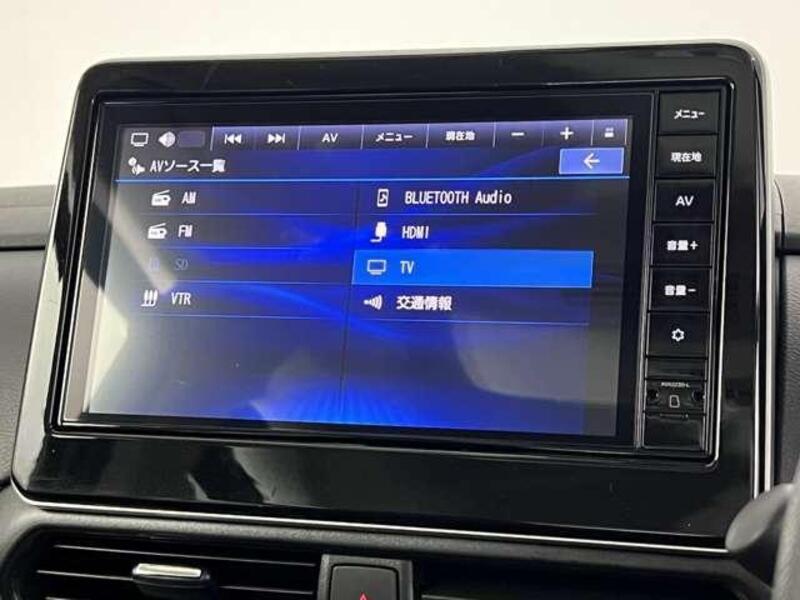 AV メニュー 現在地 − +
AVソース一覧
AM
FM
SD
VTR
BLUETOOTH Audio
HDMI
TV
交通情報
メニュー
現在地
AV
音量+
音量−